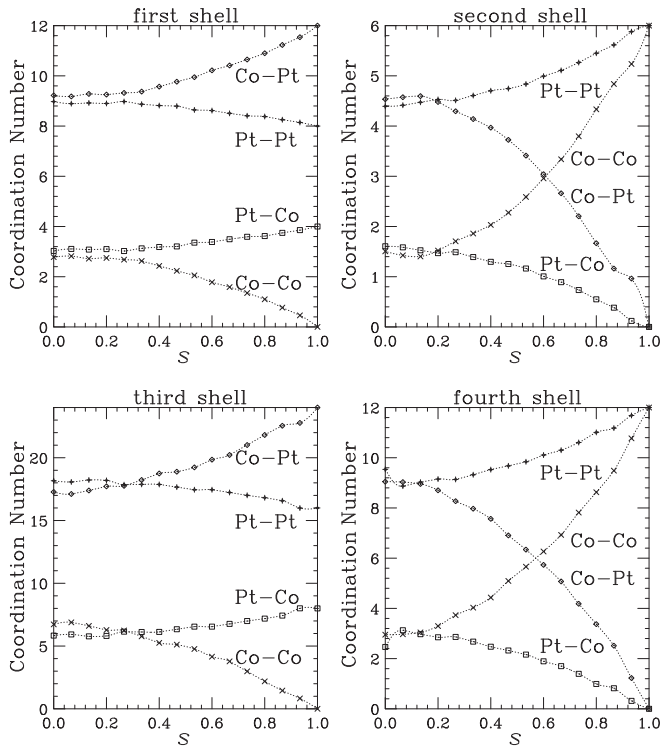 first shell
Coordination Number
12
10
8
6
4
2
0
Co–Pt
Pt–Pt
Pt–Co
Co–Co
0.0 0.2 0.4 0.6 0.8 1.0
S
second shell
Coordination Number
6
5
4
3
2
1
0
Pt–Pt
Co–Co
Co–Pt
Pt–Co
0.0 0.2 0.4 0.6 0.8 1.0
S
third shell
Coordination Number
20
15
10
5
0
Co–Pt
Pt–Pt
Pt–Co
Co–Co
0.0 0.2 0.4 0.6 0.8 1.0
S
fourth shell
Coordination Number
12
10
8
6
4
2
0
Pt–Pt
Co–Co
Co–Pt
Pt–Co
0.0 0.2 0.4 0.6 0.8 1.0
S